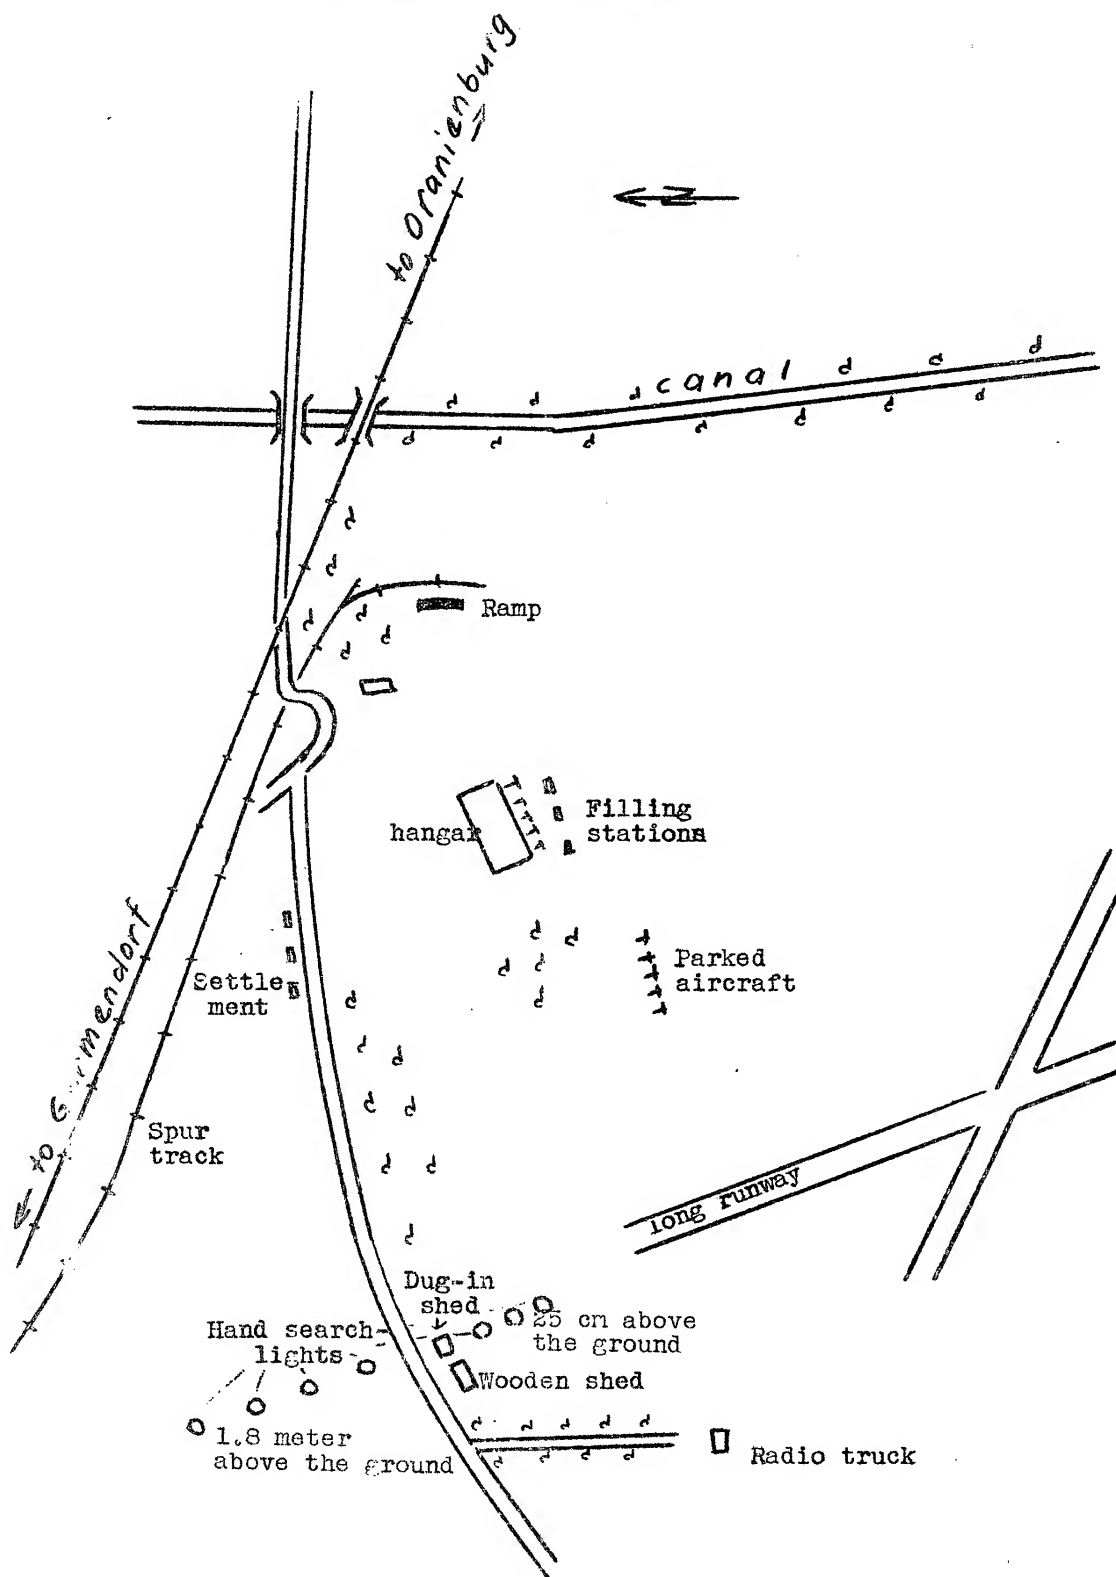 to Oranienburg
canal
Ramp
hangar
Filling
stations
Parked
aircraft
Settle
ment
to
Spur
track
long runway
Dug-in
shed
25 cm above
the ground
Hand search-
lights
Wooden shed
1.8 meter
above the ground
Radio truck